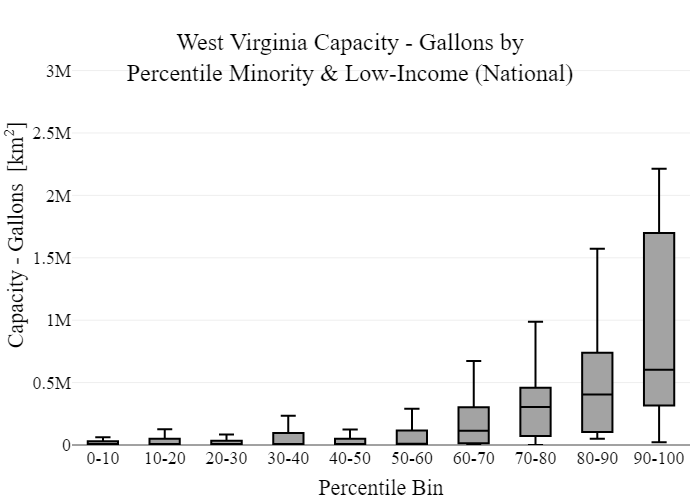 West Virginia Capacity - Gallons by
Percentile Minority & Low-Income (National)
Capacity - Gallons [km²]
3M
2.5M
2M
1.5M
1M
0.5M
0
0-10 10-20 20-30 30-40 40-50 50-60 60-70 70-80 80-90 90-100
Percentile Bin